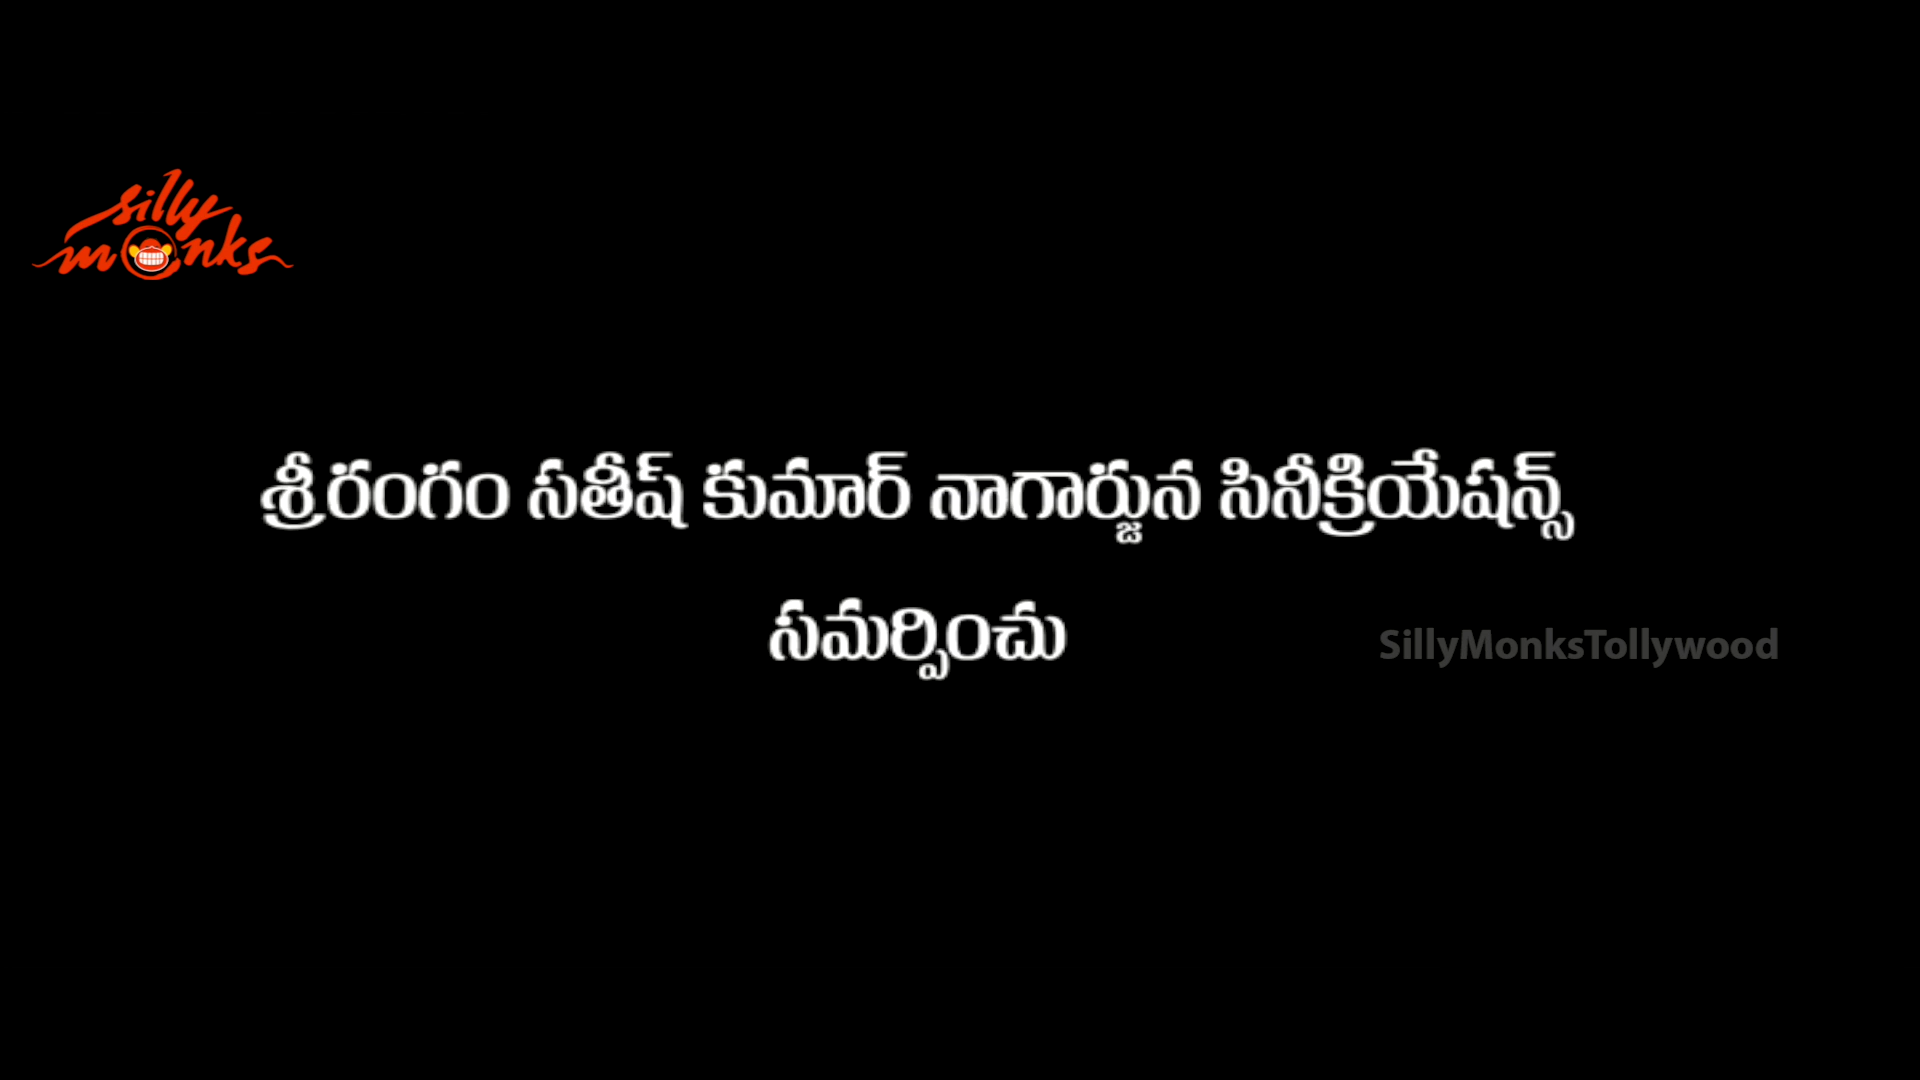 silly
monks
శ్రీరంగం సతీష్ కుమార్ నాగార్జున సినీక్రియేషన్స్
సమర్పించు
SillyMonksTollywood